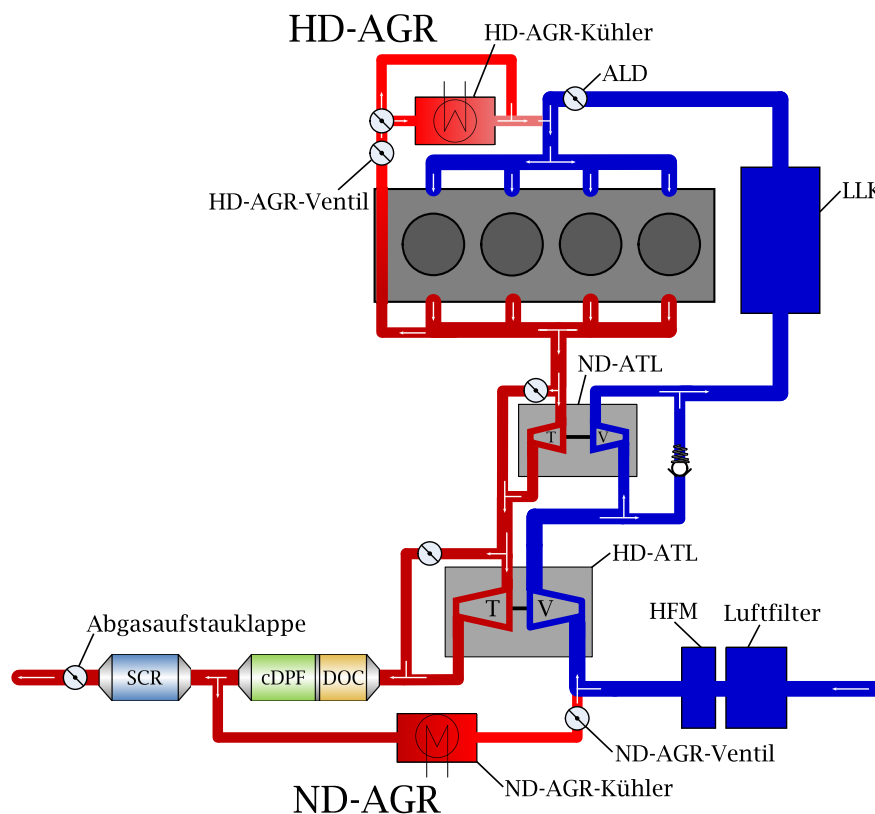 HD-AGR
HD-AGR-Kühler
ALD
HD-AGR-Ventil
LLK
ND-ATL
T
V
HD-ATL
T
V
HFM
Luftfilter
Abgasaufstauklappe
SCR
cDPF
DOC
ND-AGR-Ventil
ND-AGR-Kühler
ND-AGR